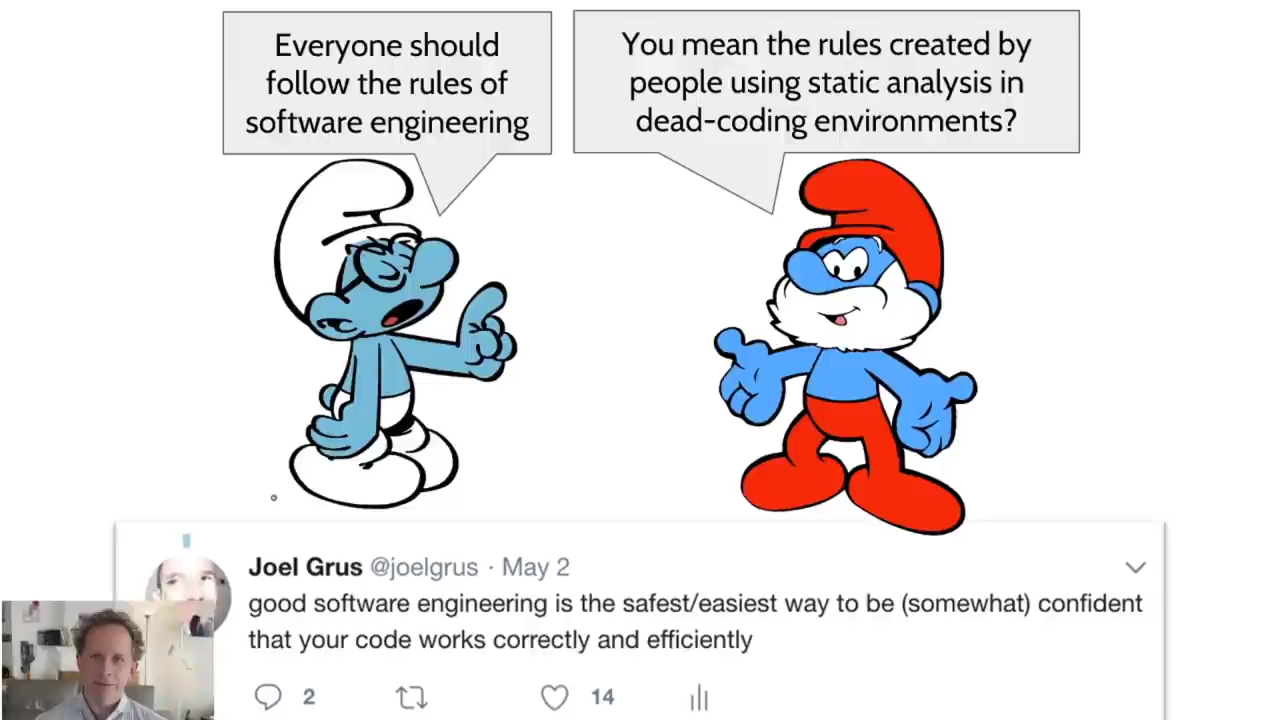 Everyone should
follow the rules of
software engineering
You mean the rules created by
people using static analysis in
dead-coding environments?
Joel Grus @joelgrus · May 2
good software engineering is the safest/easiest way to be (somewhat) confident
that your code works correctly and efficiently
2
14